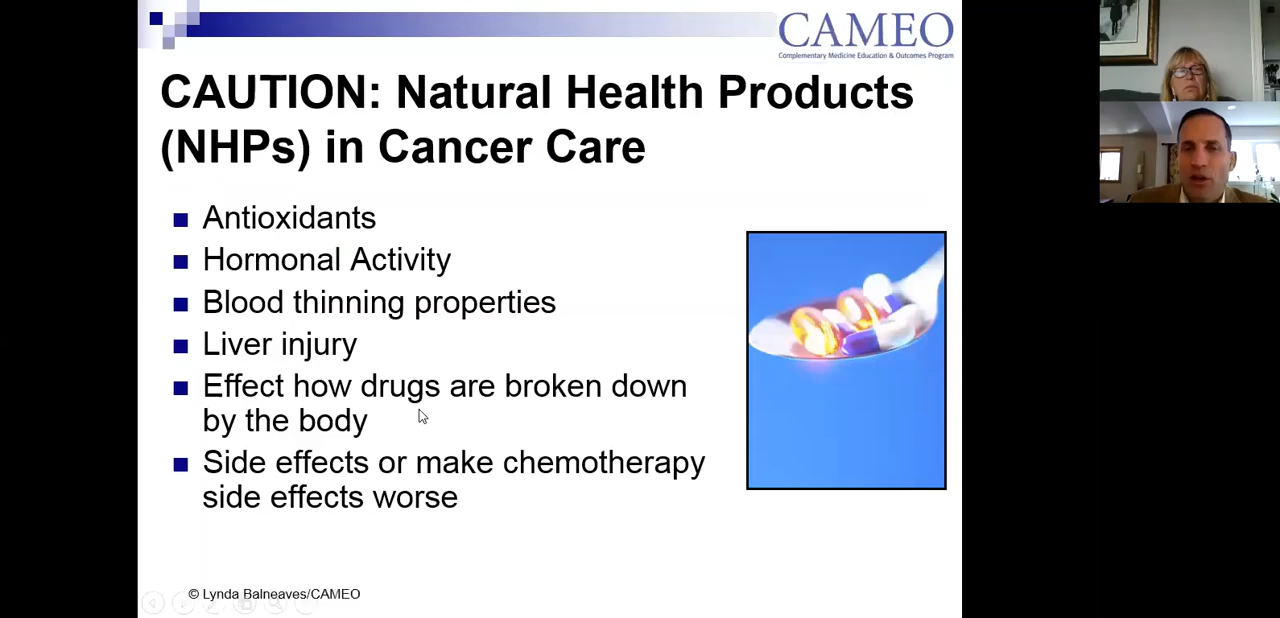 CAMEO
Complementary Medicine Education & Outcomes Program
CAUTION: Natural Health Products
(NHPs) in Cancer Care
Antioxidants
Hormonal Activity
Blood thinning properties
Liver injury
Effect how drugs are broken down
by the body
Side effects or make chemotherapy
side effects worse
© Lynda Balneaves/CAMEO